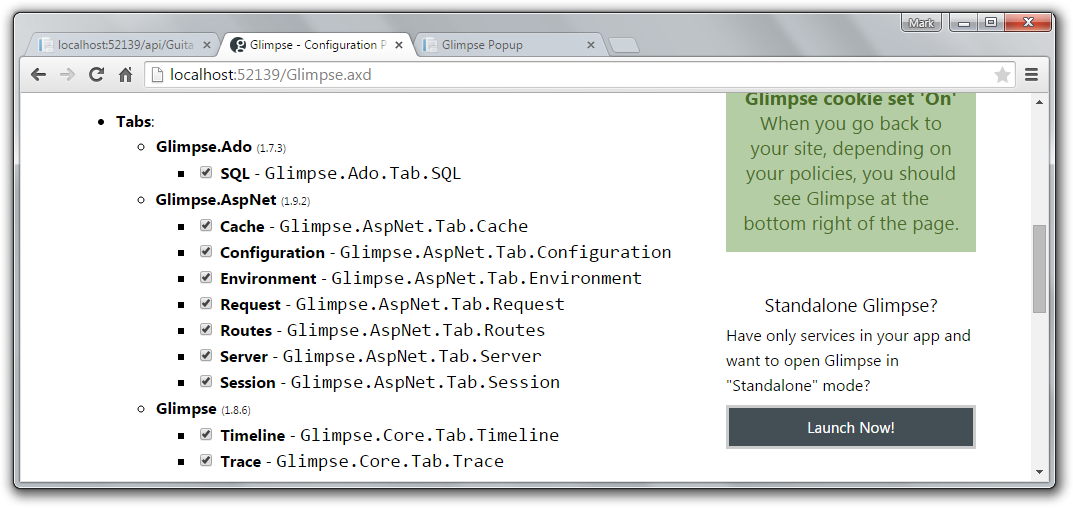 Mark
localhost:52139/api/Guita
Glimpse - Configuration P
Glimpse Popup
localhost:52139/Glimpse.axd
Tabs:
Glimpse.Ado (1.7.3)
SQL - Glimpse.Ado.Tab.SQL
Glimpse.AspNet (1.9.2)
Cache - Glimpse.AspNet.Tab.Cache
Configuration - Glimpse.AspNet.Tab.Configuration
Environment - Glimpse.AspNet.Tab.Environment
Request - Glimpse.AspNet.Tab.Request
Routes - Glimpse.AspNet.Tab.Routes
Server - Glimpse.AspNet.Tab.Server
Session - Glimpse.AspNet.Tab.Session
Glimpse (1.8.6)
Timeline - Glimpse.Core.Tab.Timeline
Trace - Glimpse.Core.Tab.Trace
Glimpse cookie set 'On'
When you go back to
your site, depending on
your policies, you should
see Glimpse at the
bottom right of the page.
Standalone Glimpse?
Have only services in your app and
want to open Glimpse in
"Standalone" mode?
Launch Now!